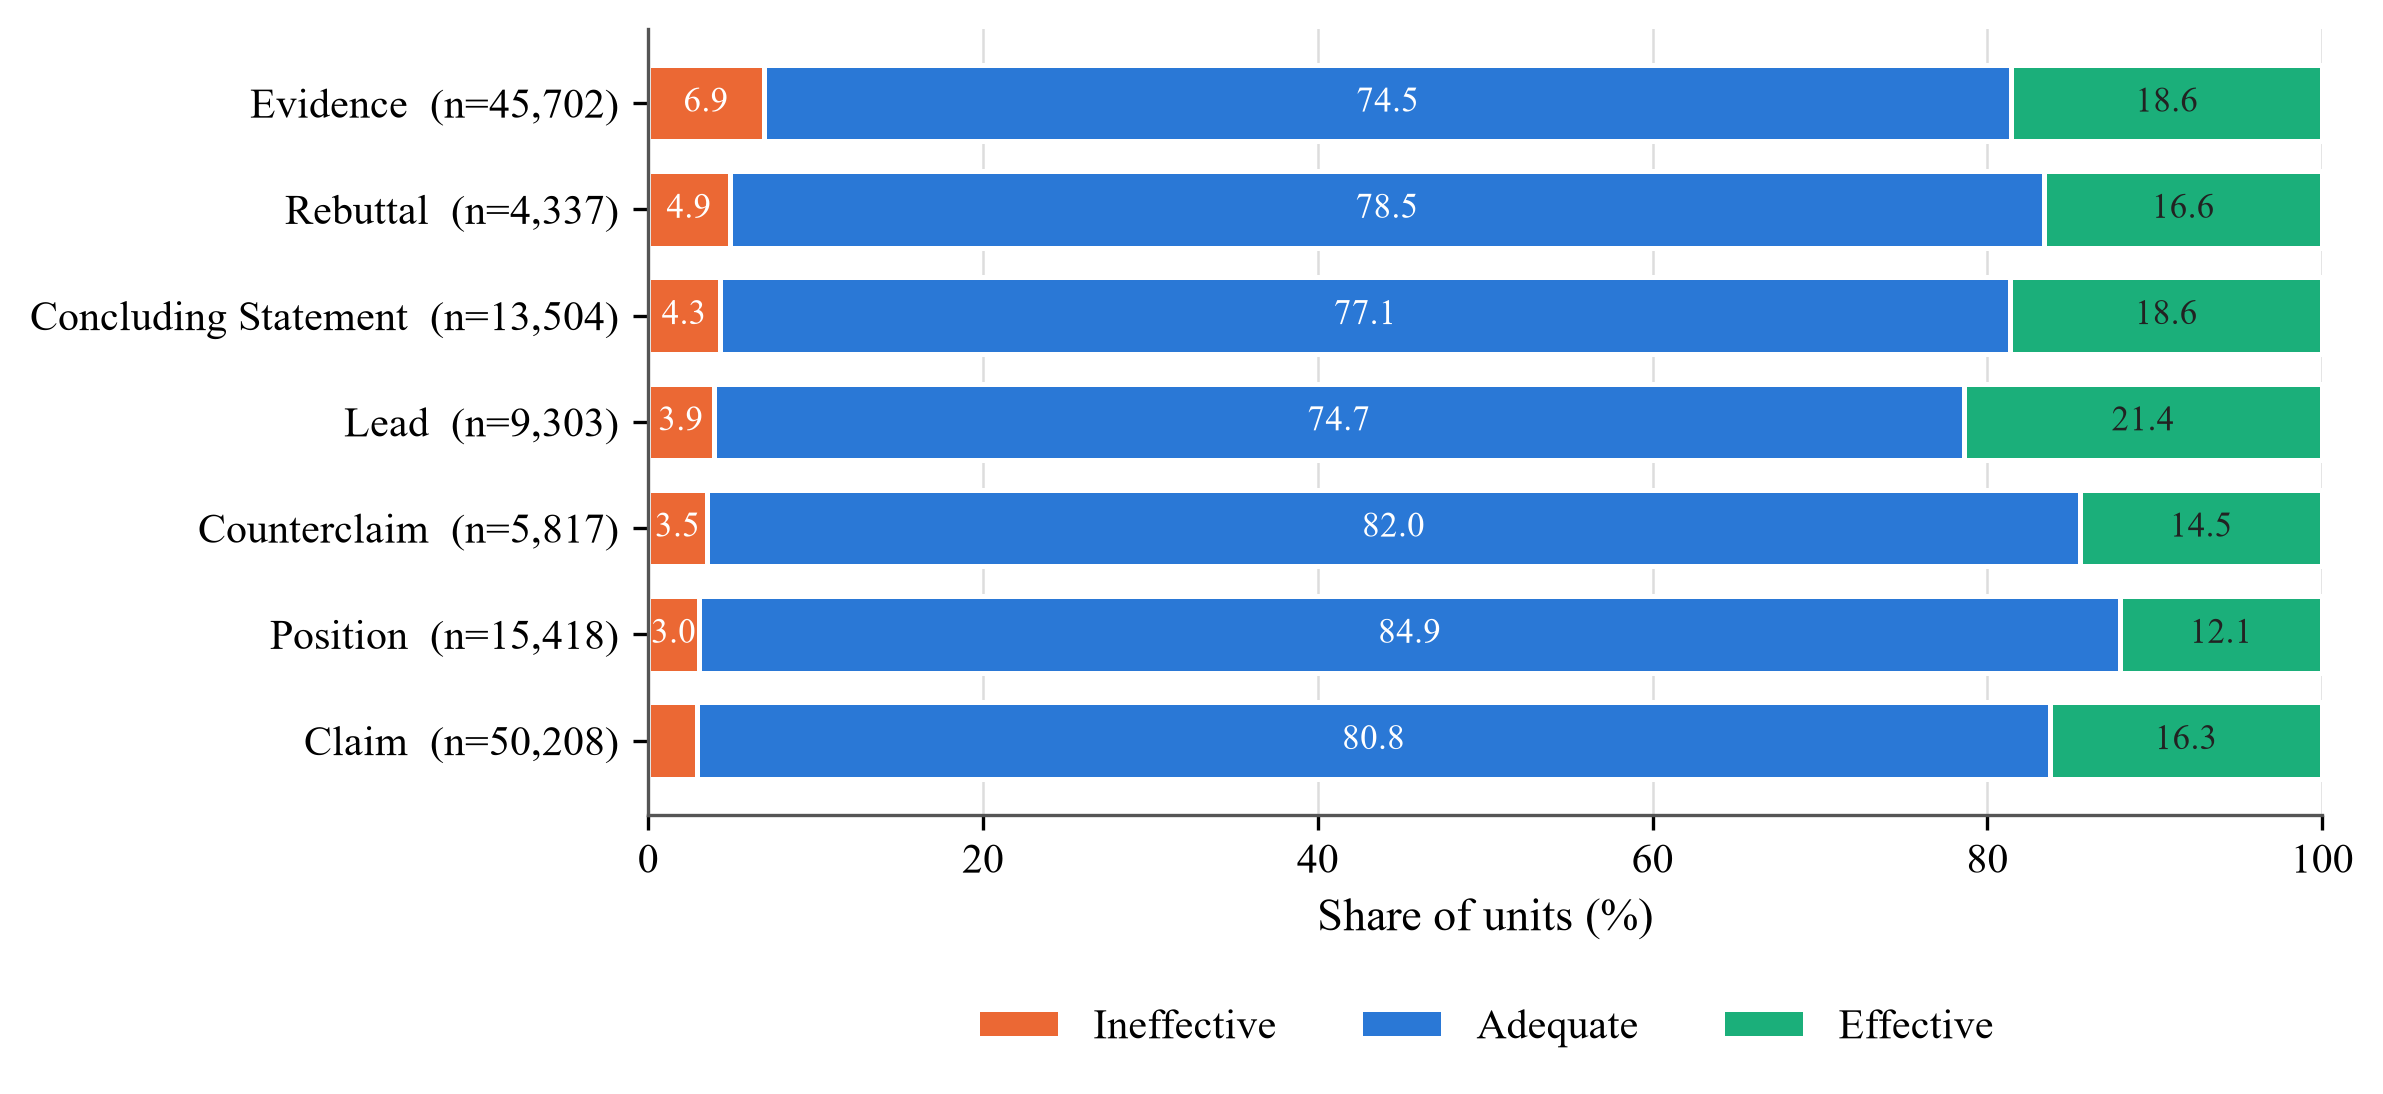 Evidence (n=45,702) 6.9 74.5 18.6
Rebuttal (n=4,337) 4.9 78.5 16.6
Concluding Statement (n=13,504) 4.3 77.1 18.6
Lead (n=9,303) 3.9 74.7 21.4
Counterclaim (n=5,817) 3.5 82.0 14.5
Position (n=15,418) 3.0 84.9 12.1
Claim (n=50,208) 80.8 16.3
0 20 40 60 80 100
Share of units (%)
Ineffective Adequate Effective